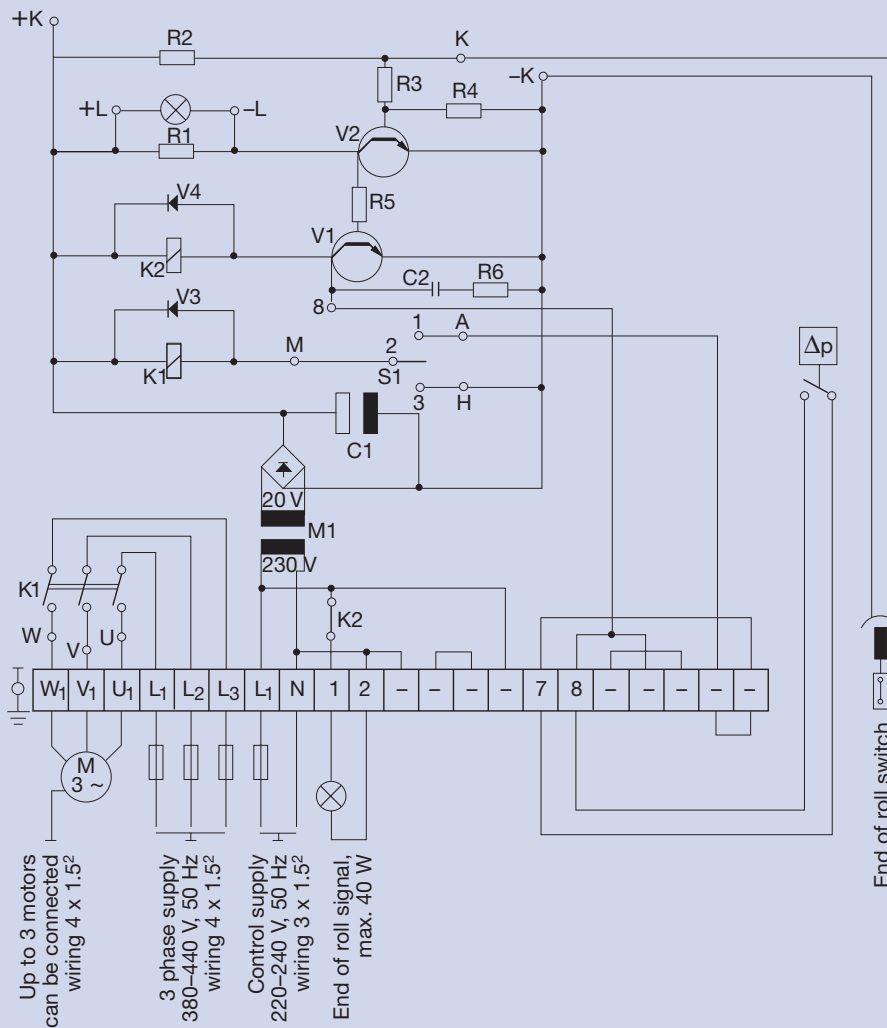 +K
R2
K
–K
R3
R4
+L
–L
R1
V2
V4
R5
V1
K2
C2
R6
8
V3
1
A
M
2
Δp
K1
S1
3
H
C1
20 V
M1
230 V
K1
K2
W
V
U
W1 V1 U1 L1 L2 L3 L1 N 1 2 – – – – 7 8 – – – – –
M
3 ~
Up to 3 motors
can be connected
wiring 4 x 1.5²
3 phase supply
380–440 V, 50 Hz
wiring 4 x 1.5²
Control supply
220–240 V, 50 Hz
wiring 3 x 1.5²
End of roll signal,
max. 40 W
End of roll switch